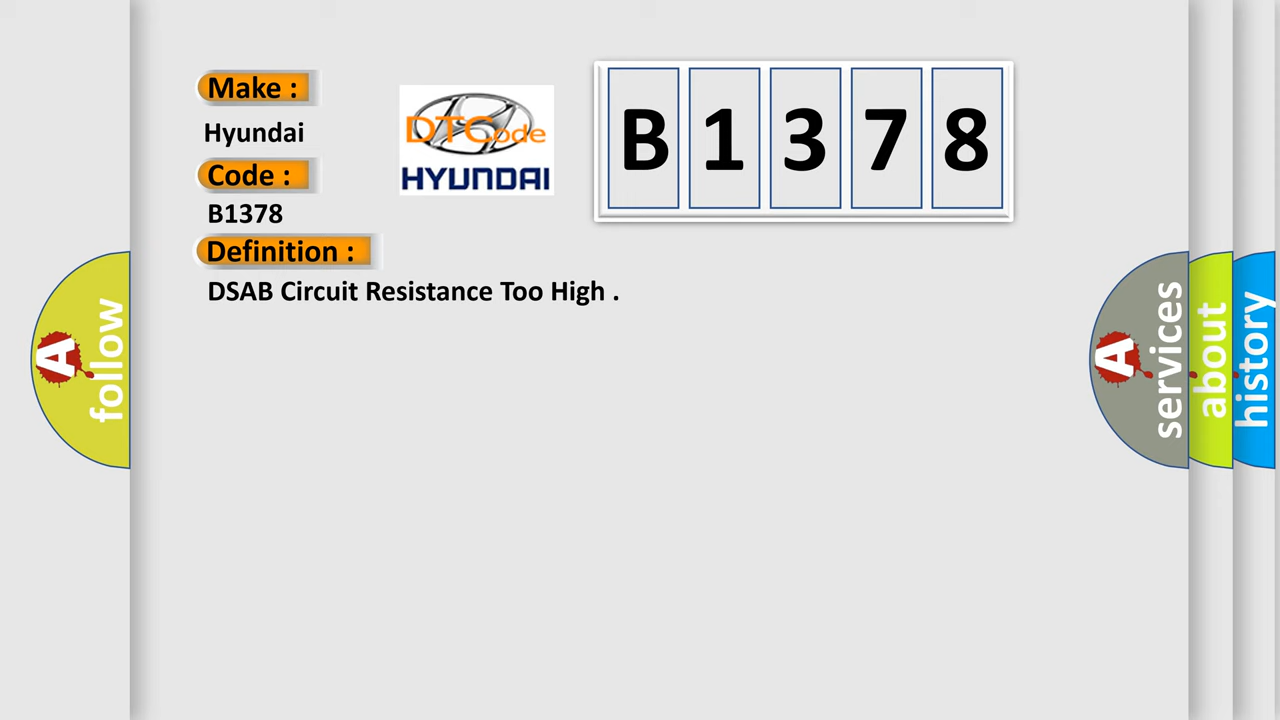 Make :
Hyundai
Code :
B1378
Definition :
DSAB Circuit Resistance Too High .
DTCode
HYUNDAI
B 1 3 7 8
A follow
A services
about
history